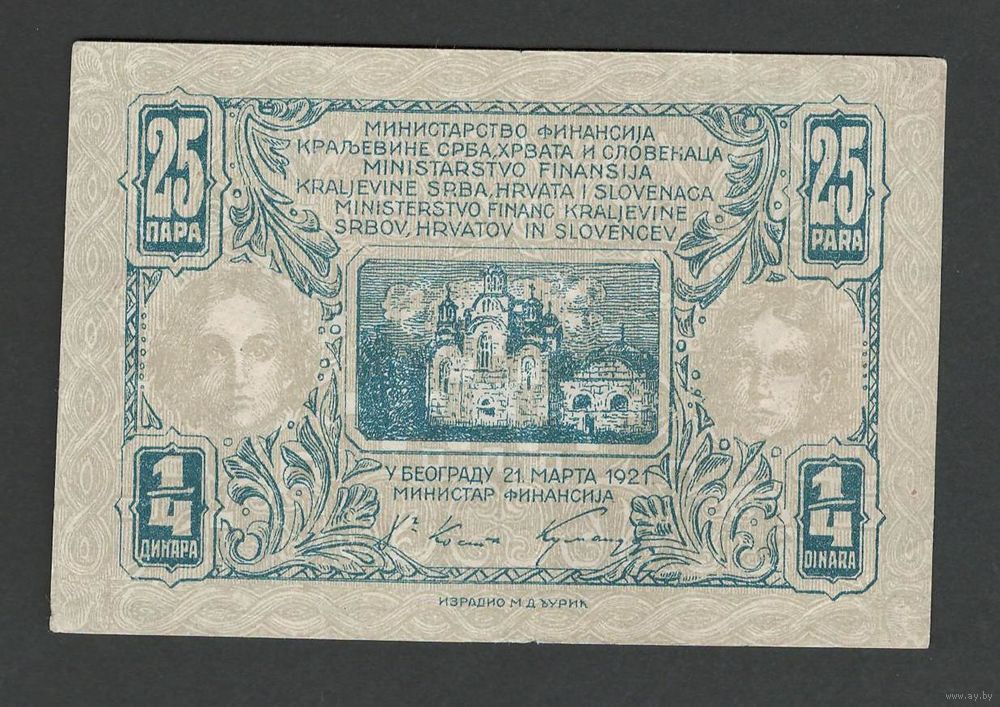 25
ПАРА
25
PARA
МИНИСТАРСТВО ФИНАНСИЈА
КРАЉЕВИНЕ СРБА, ХРВАТА И СЛОВЕНАЦА
MINISTARSTVO FINANSIJA
KRALJEVINE SRBA, HRVATA I SLOVENACA
MINISTERSTVO FINANC KRALJEVINE
SRBOV, HRVATOV IN SLOVENCEV
У БЕОГРАДУ 21. МАРТА 1921
МИНИСТАР ФИНАНСИЈА
Др Коста
1/4
ДИНАРА
1/4
DINARA
ИЗРАДИО М. Д. ЂУРИЋ
www.ay.by